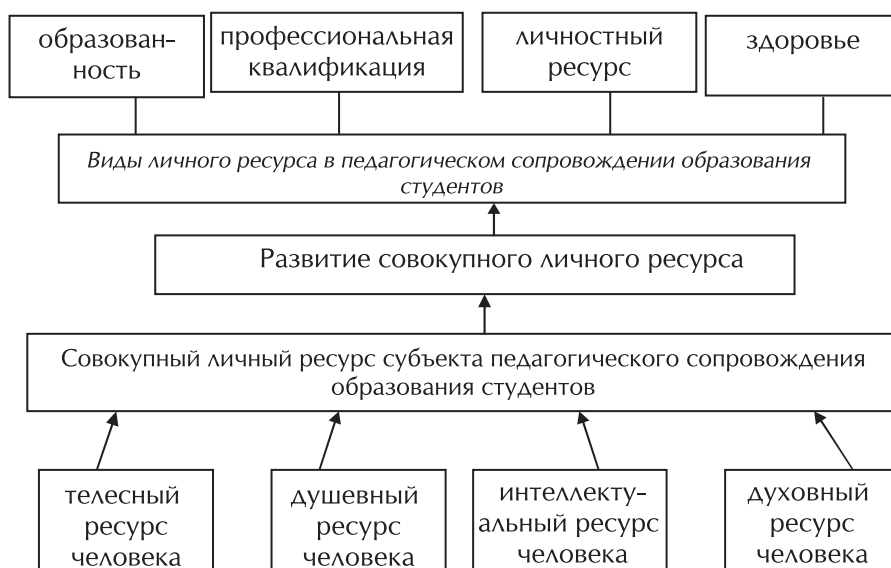 образован-
ность
профессиональная
квалификация
личностный
ресурс
здоровье
Виды личного ресурса в педагогическом сопровождении образования
студентов
Развитие совокупного личного ресурса
Совокупный личный ресурс субъекта педагогического сопровождения
образования студентов
телесный
ресурс
человека
душевный
ресурс
человека
интеллекту-
альный ресурс
человека
духовный
ресурс
человека